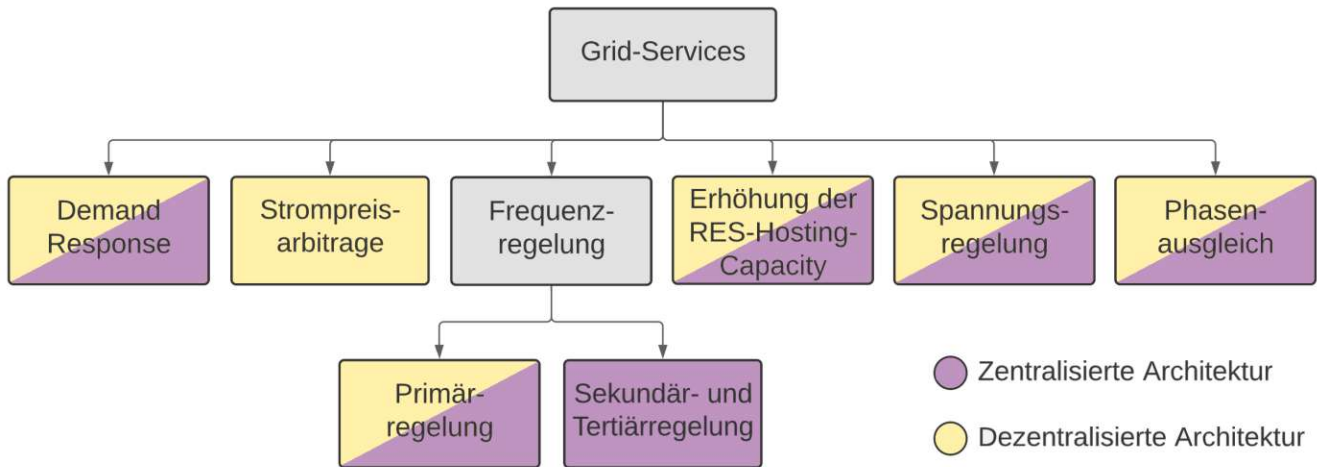 Grid-Services
Demand
Response
Strompreis-
arbitrage
Frequenz-
regelung
Erhöhung der
RES-Hosting-
Capacity
Spannungs-
regelung
Phasen-
ausgleich
Primär-
regelung
Sekundär- und
Tertiärregelung
Zentralisierte Architektur
Dezentralisierte Architektur